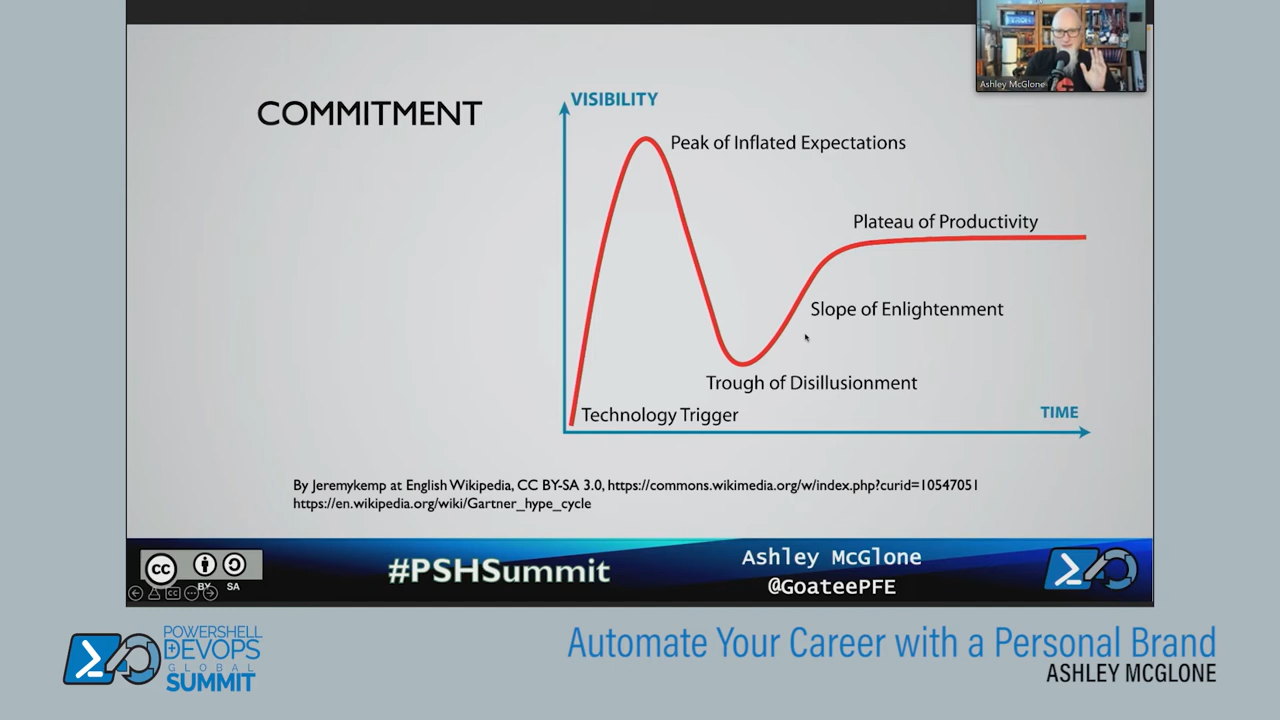 Ashley McGlone
COMMITMENT
VISIBILITY
Peak of Inflated Expectations
Plateau of Productivity
Slope of Enlightenment
Trough of Disillusionment
Technology Trigger
TIME
By Jeremykemp at English Wikipedia, CC BY-SA 3.0, https://commons.wikimedia.org/w/index.php?curid=10547051
https://en.wikipedia.org/wiki/Gartner_hype_cycle
cc
BY SA
#PSHSummit
Ashley McGlone
@GoateePFE
POWERSHELL
DEVOPS
GLOBAL
SUMMIT
Automate Your Career with a Personal Brand
ASHLEY MCGLONE